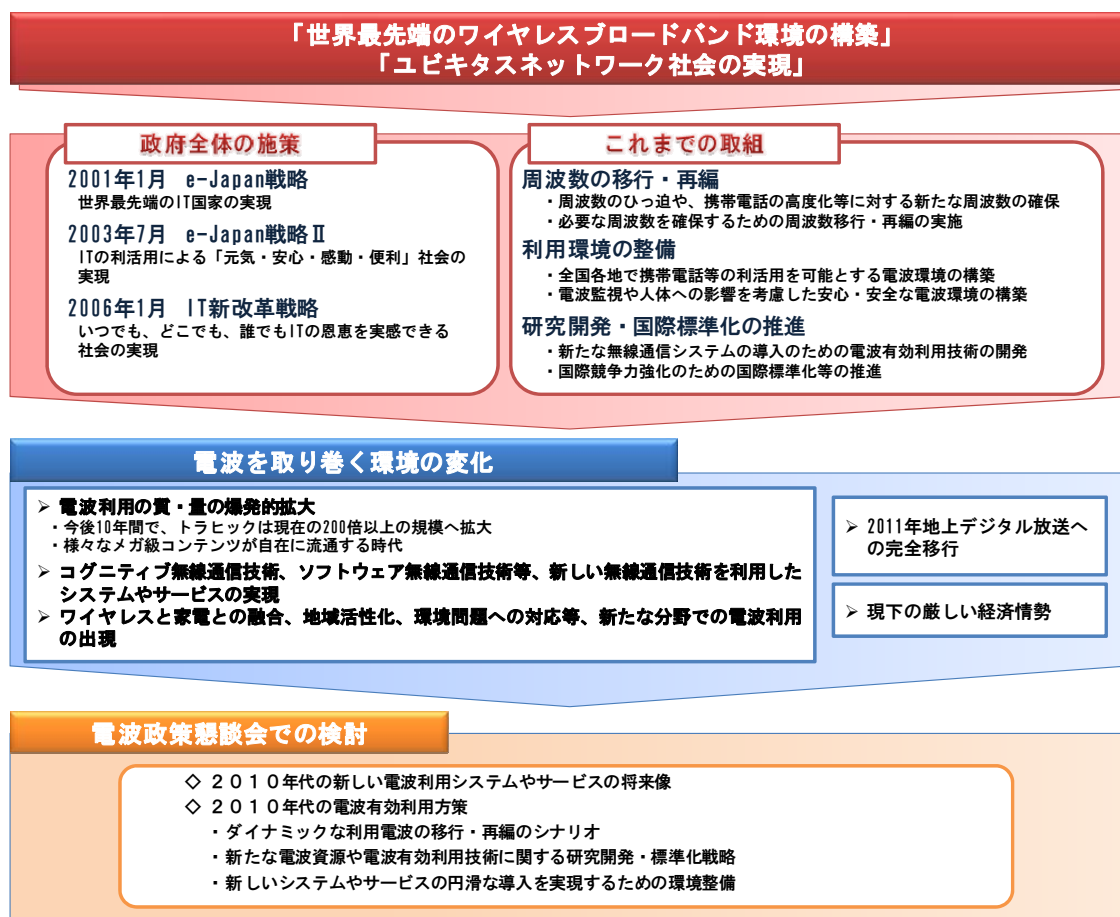 「世界最先端のワイヤレスブロードバンド環境の構築」
「ユビキタスネットワーク社会の実現」
政府全体の施策
2001年1月 e-Japan戦略
世界最先端のIT国家の実現
2003年7月 e-Japan戦略Ⅱ
ITの利活用による「元気・安心・感動・便利」社会の
実現
2006年1月 IT新改革戦略
いつでも、どこでも、誰でもITの恩恵を実感できる
社会の実現
これまでの取組
周波数の移行・再編
・周波数のひっ迫や、携帯電話の高度化等に対する新たな周波数の確保
・必要な周波数を確保するための周波数移行・再編の実施
利用環境の整備
・全国各地で携帯電話等の利活用を可能とする電波環境の構築
・電波監視や人体への影響を考慮した安心・安全な電波環境の構築
研究開発・国際標準化の推進
・新たな無線通信システムの導入のための電波有効利用技術の開発
・国際競争力強化のための国際標準化等の推進
電波を取り巻く環境の変化
➢ 電波利用の質・量の爆発的拡大
・今後10年間で、トラヒックは現在の200倍以上の規模へ拡大
・様々なメガ級コンテンツが自在に流通する時代
➢ コグニティブ無線通信技術、ソフトウェア無線通信技術等、新しい無線通信技術を利用した
システムやサービスの実現
➢ ワイヤレスと家電との融合、地域活性化、環境問題への対応等、新たな分野での電波利用
の出現
➢ 2011年地上デジタル放送へ
の完全移行
➢ 現下の厳しい経済情勢
電波政策懇談会での検討
◇ 2010年代の新しい電波利用システムやサービスの将来像
◇ 2010年代の電波有効利用方策
・ダイナミックな利用電波の移行・再編のシナリオ
・新たな電波資源や電波有効利用技術に関する研究開発・標準化戦略
・新しいシステムやサービスの円滑な導入を実現するための環境整備